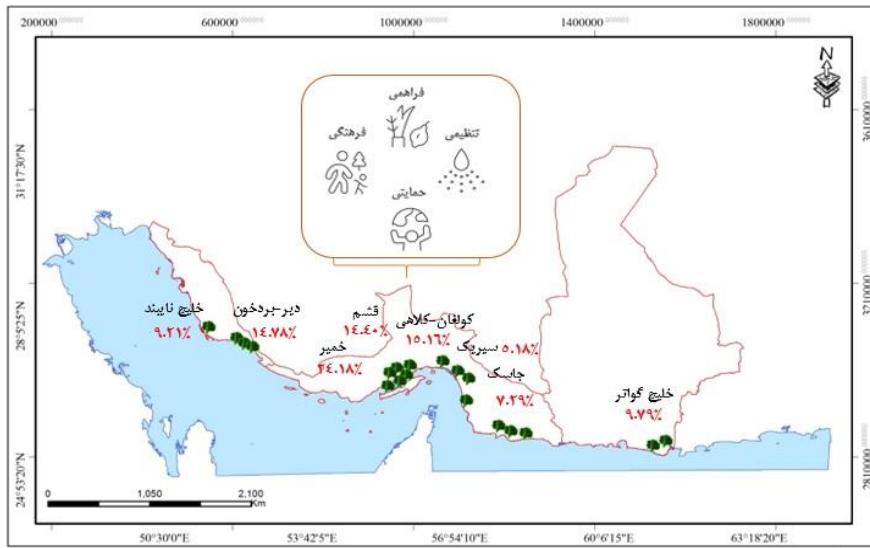 200000 600000 1000000 1400000 1800000
N
فراهمی
فرهنگی
تنظیمی
حمایتی
31°17'30"N
28°5'25"N
24°53'20"N
خلیج نایبند
۹.۲۱٪
دیر-بردخون
۱۴.۷۸٪
قشم
۱۴.۴۰٪
خمیر
۲۴.۱۸٪
کولغان-کلاهی
۱۵.۱۶٪
سیریک ۵.۱۸٪
جاسک
۷.۲۹٪
خلیج گواتر
۹.۷۹٪
0 1,050 2,100
Km
50°30'0"E 53°42'5"E 56°54'10"E 60°6'15"E 63°18'20"E